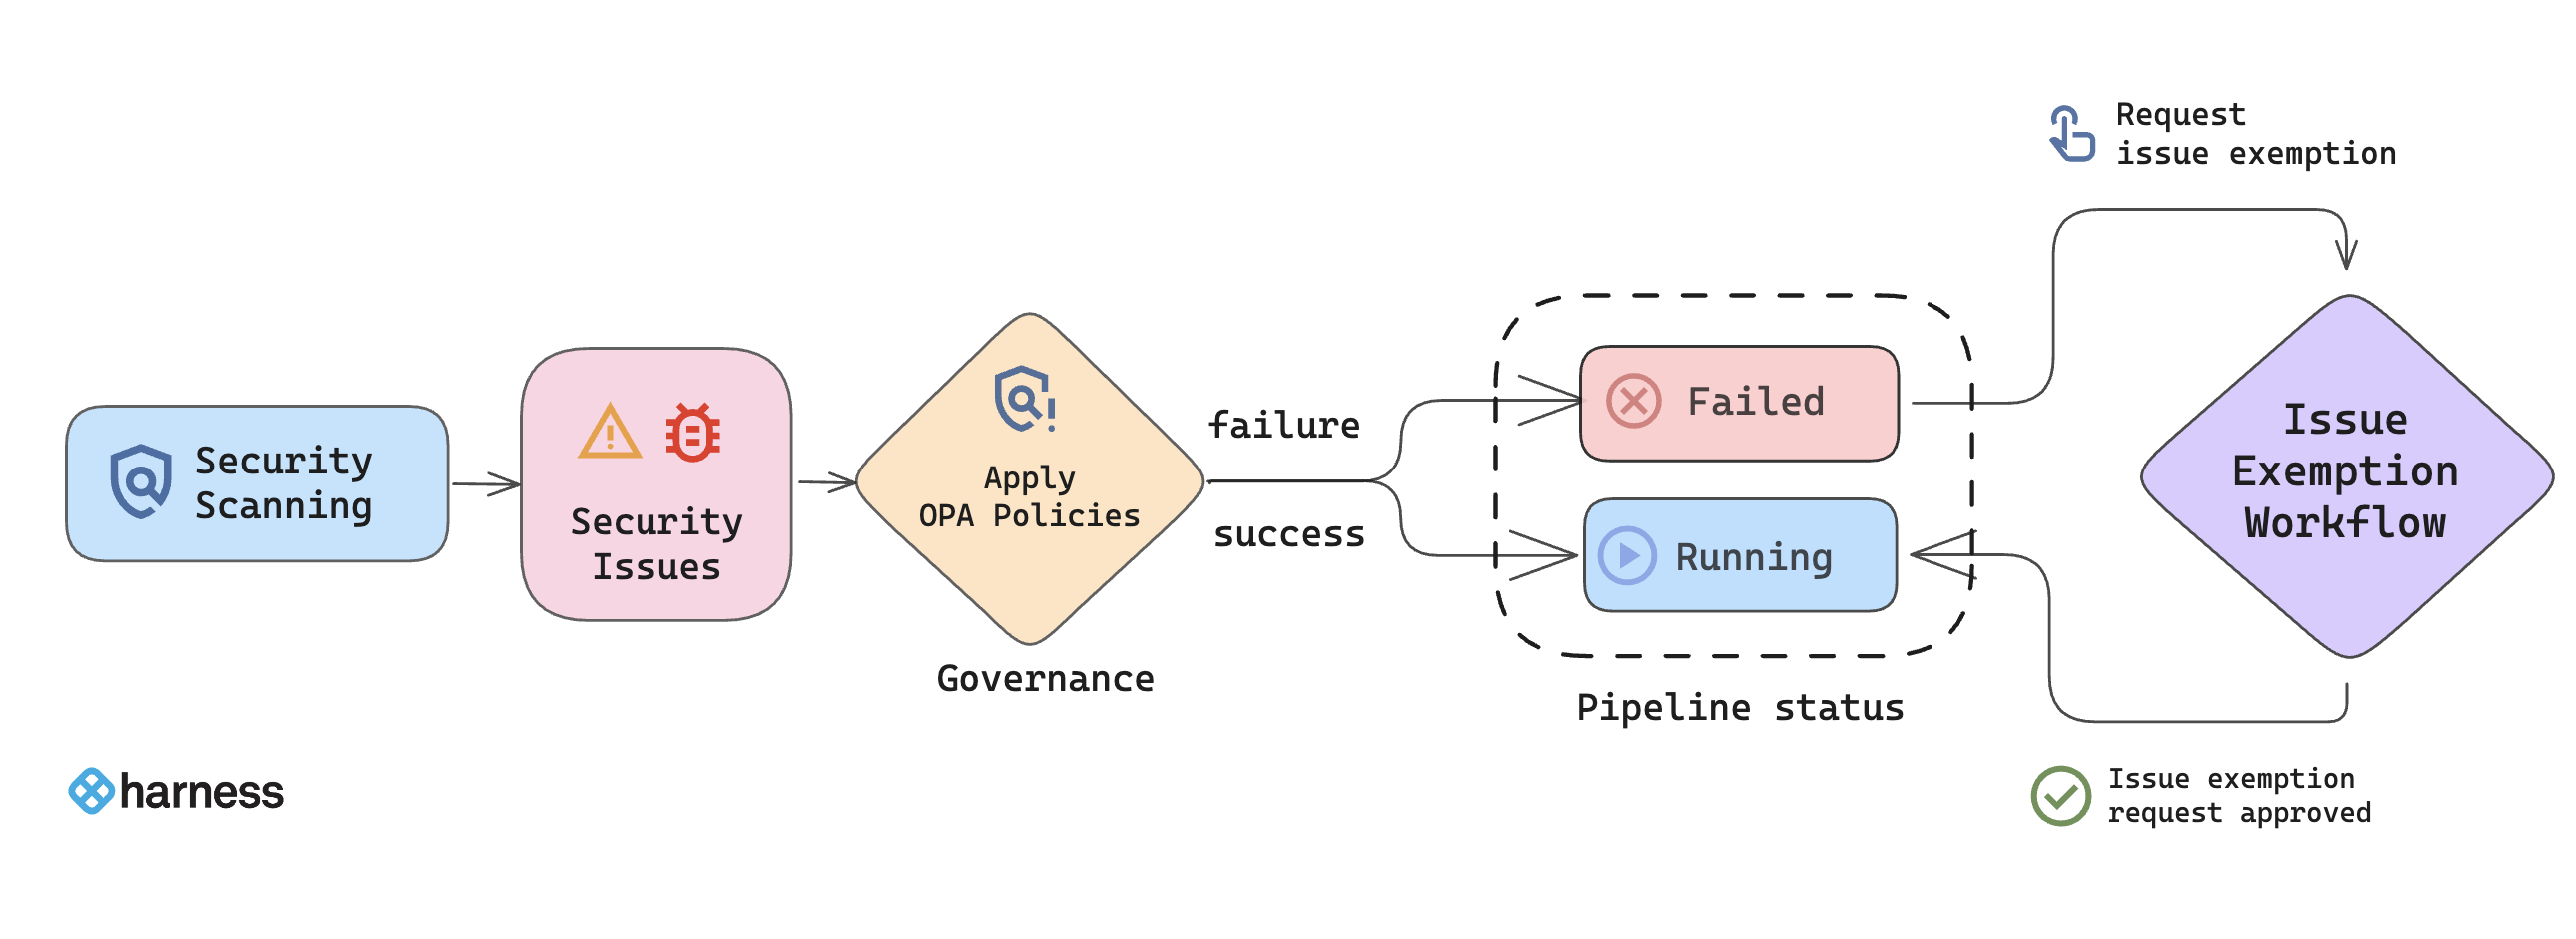 Security
Scanning
Security
Issues
Apply
OPA Policies
Governance
failure
success
Failed
Running
Pipeline status
Request
issue exemption
Issue
Exemption
Workflow
Issue exemption
request approved
harness